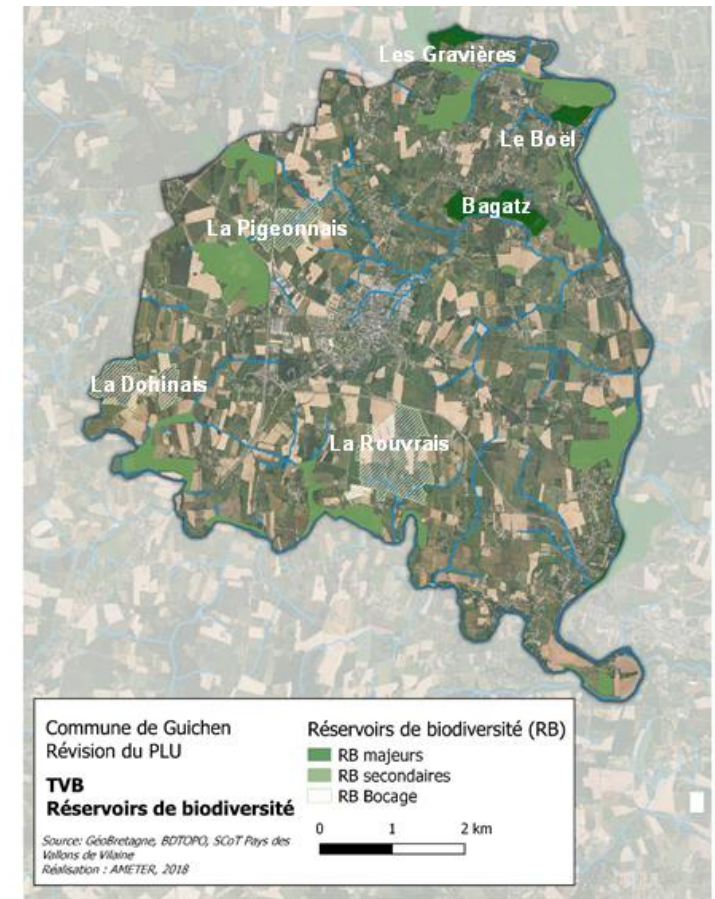 Les Gravières
Le Boël
Bagatz
La Pigeonnais
La Dohinais
La Rouvrais
Commune de Guichen
Révision du PLU
TVB
Réservoirs de biodiversité
Source: GéoBretagne, BDTOPO, SCoT Pays des
Vallons de Vilaine
Réalisation : AMETER, 2018
Réservoirs de biodiversité (RB)
RB majeurs
RB secondaires
RB Bocage
0 1 2 km